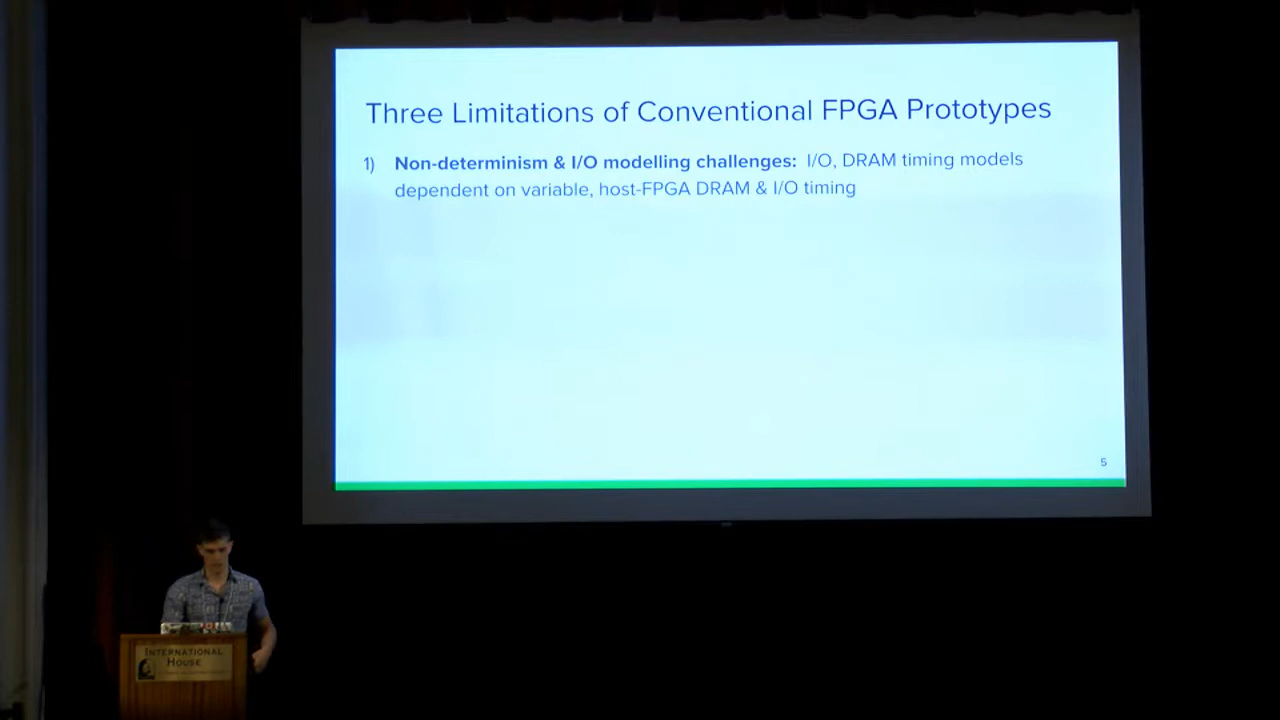 Three Limitations of Conventional FPGA Prototypes
1) Non-determinism & I/O modelling challenges: I/O, DRAM timing models
dependent on variable, host-FPGA DRAM & I/O timing
5
INTERNATIONAL
HOUSE